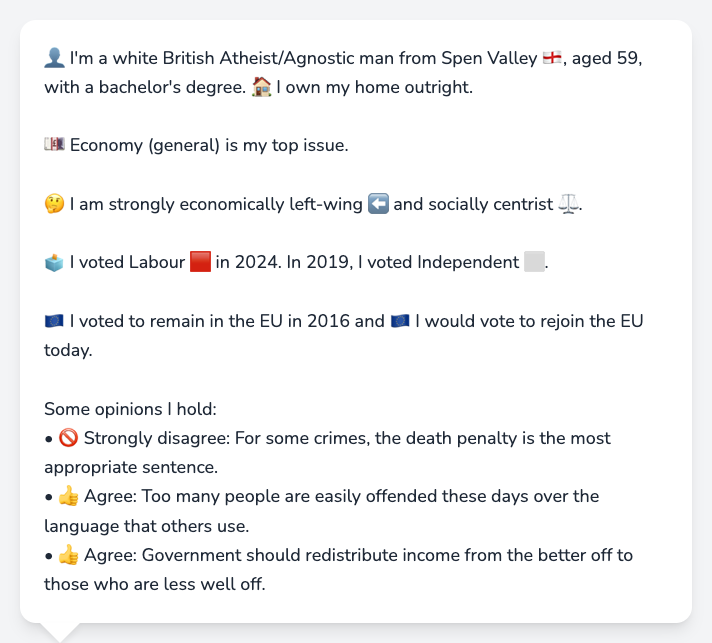 👤 I'm a white British Atheist/Agnostic man from Spen Valley 🏴󠁧󠁢󠁥󠁮󠁧󠁿, aged 59,
with a bachelor's degree. 🏠 I own my home outright.
💷 Economy (general) is my top issue.
🤔 I am strongly economically left-wing ⬅️ and socially centrist ⚖️.
🗳️ I voted Labour 🟥 in 2024. In 2019, I voted Independent ⬜.
🇪🇺 I voted to remain in the EU in 2016 and 🇪🇺 I would vote to rejoin the EU
today.
Some opinions I hold:
• 🚫 Strongly disagree: For some crimes, the death penalty is the most
appropriate sentence.
• 👍 Agree: Too many people are easily offended these days over the
language that others use.
• 👍 Agree: Government should redistribute income from the better off to
those who are less well off.